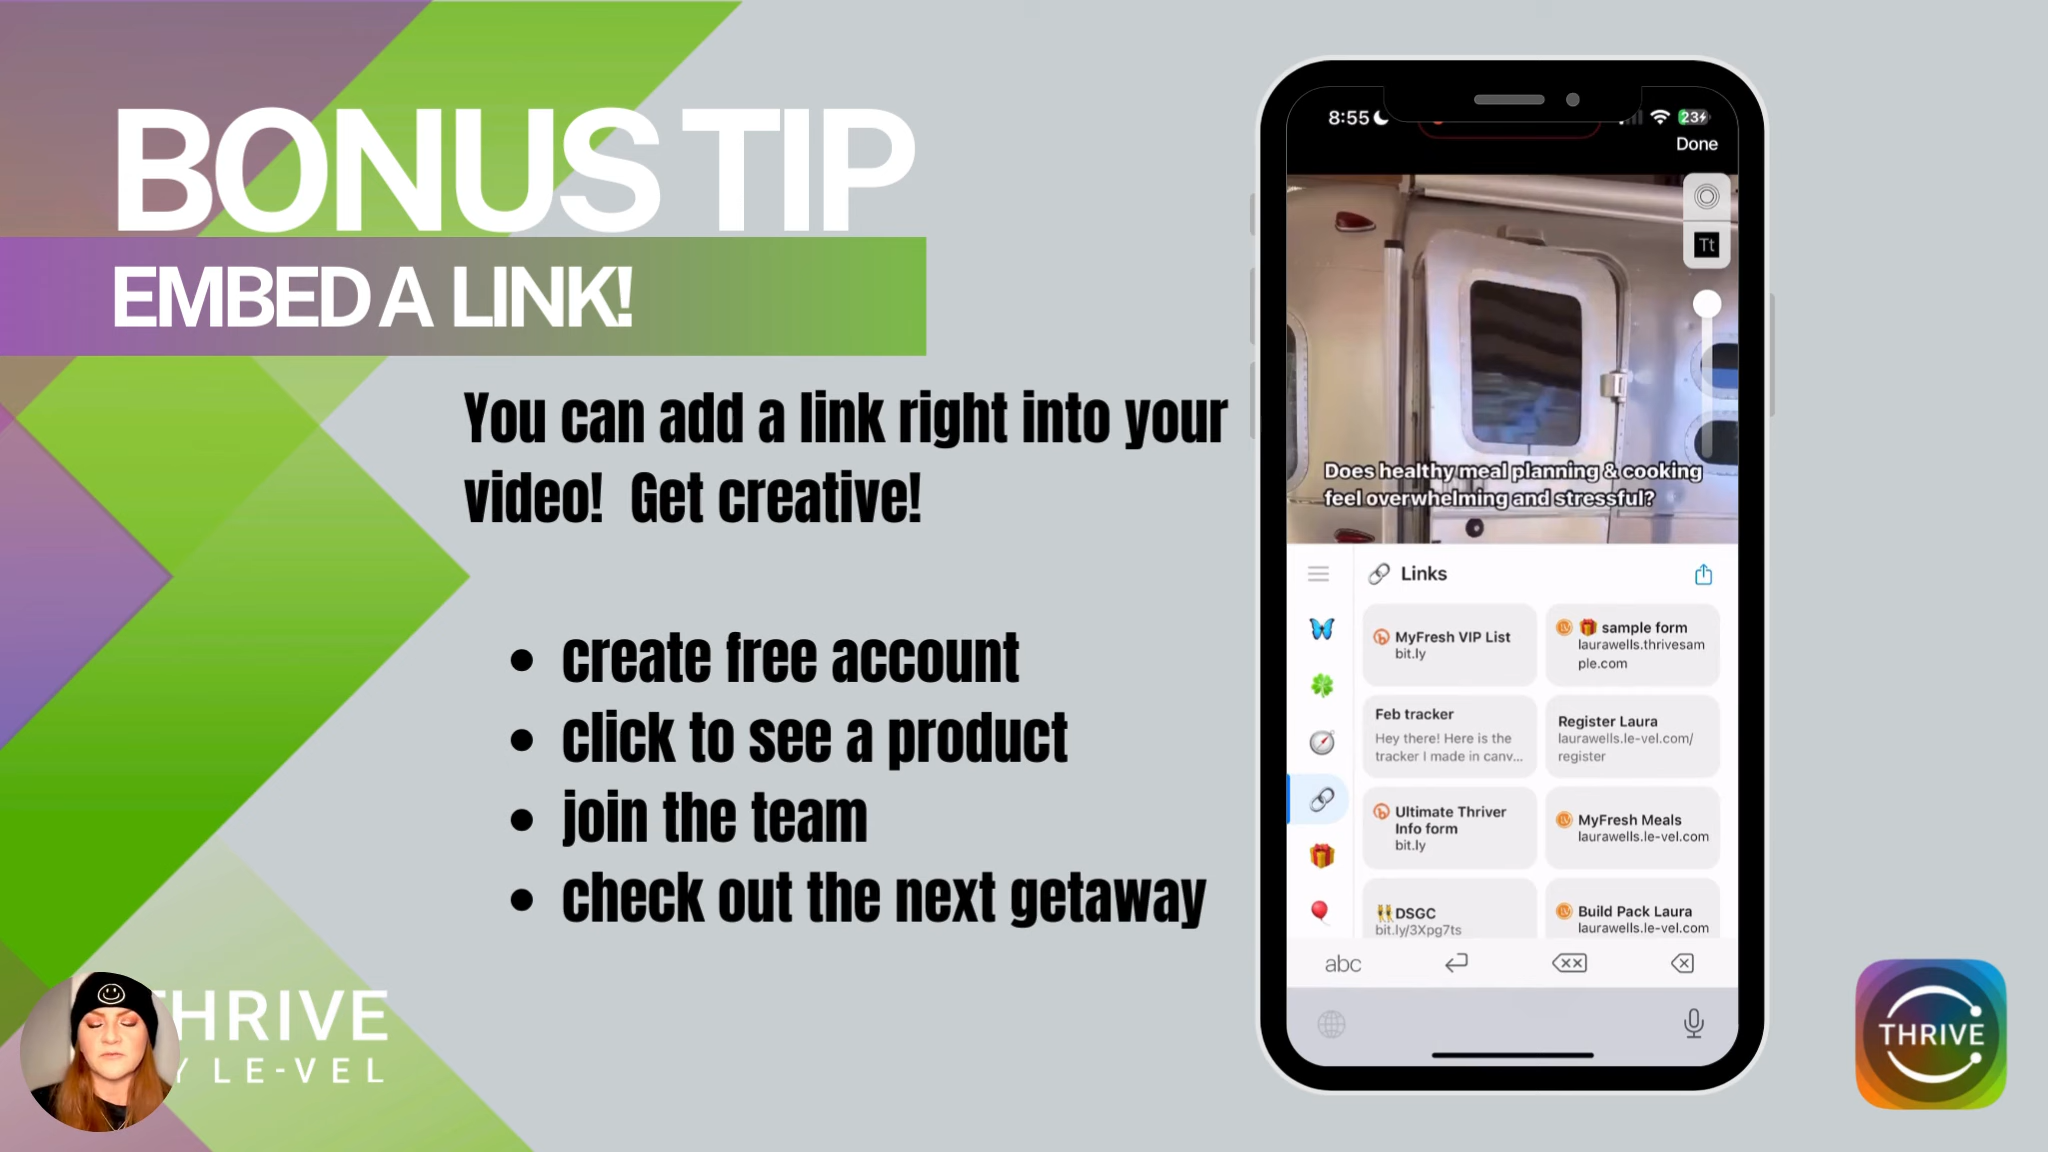 BONUS TIP
EMBED A LINK!
You can add a link right into your
video! Get creative!
• create free account
• click to see a product
• join the team
• check out the next getaway
THRIVE
Y LE-VEL
8:55
23
Done
Tt
Does healthy meal planning & cooking
feel overwhelming and stressful?
Links
MyFresh VIP List
bit.ly
sample form
laurawells.thrivesam
ple.com
Feb tracker
Hey there! Here is the
tracker I made in canv...
Register Laura
laurawells.le-vel.com/
register
Ultimate Thriver
Info form
bit.ly
MyFresh Meals
laurawells.le-vel.com
DSGC
bit.ly/3Xpg7ts
Build Pack Laura
laurawells.le-vel.com
abc
THRIVE